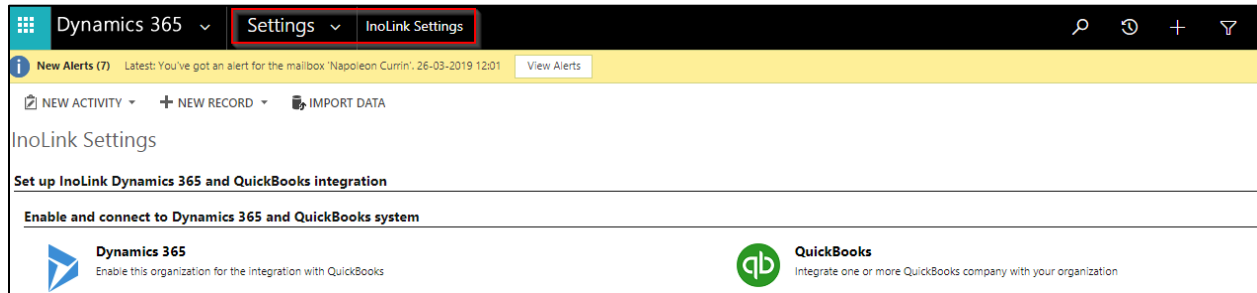 Dynamics 365 Settings InoLink Settings
New Alerts (7) Latest: You've got an alert for the mailbox 'Napoleon Currin'. 26-03-2019 12:01 View Alerts
NEW ACTIVITY NEW RECORD IMPORT DATA
InoLink Settings
Set up InoLink Dynamics 365 and QuickBooks integration
Enable and connect to Dynamics 365 and QuickBooks system
Dynamics 365
Enable this organization for the integration with QuickBooks
qb
QuickBooks
Integrate one or more QuickBooks company with your organization